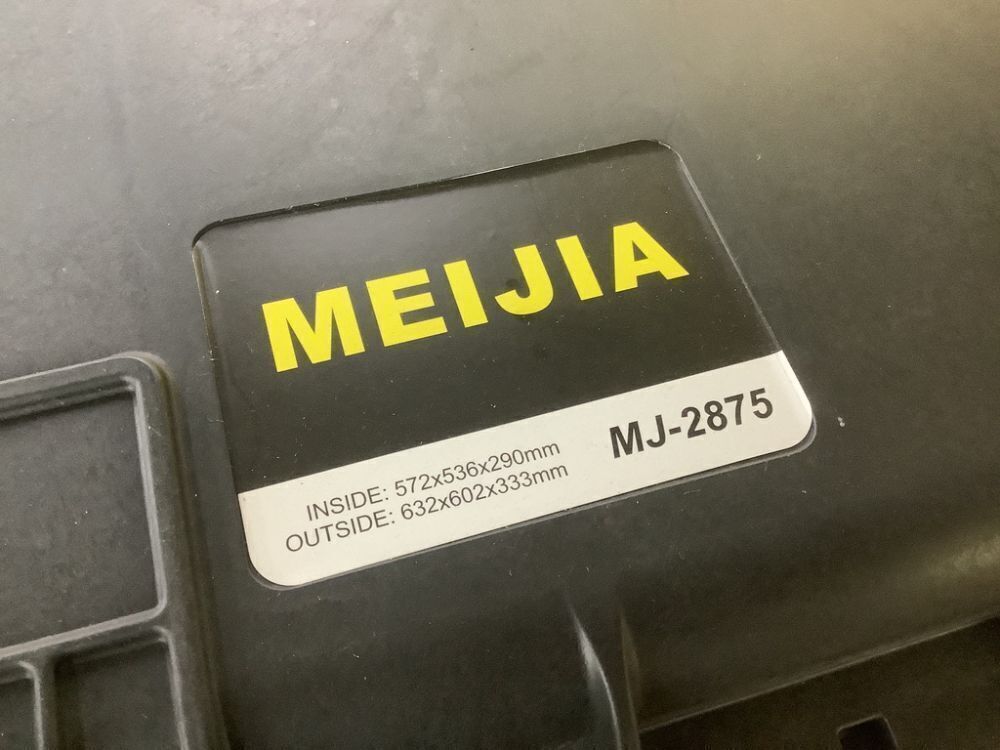 MEIJIA
INSIDE: 572x536x290mm
OUTSIDE: 632x602x333mm
MJ-2875